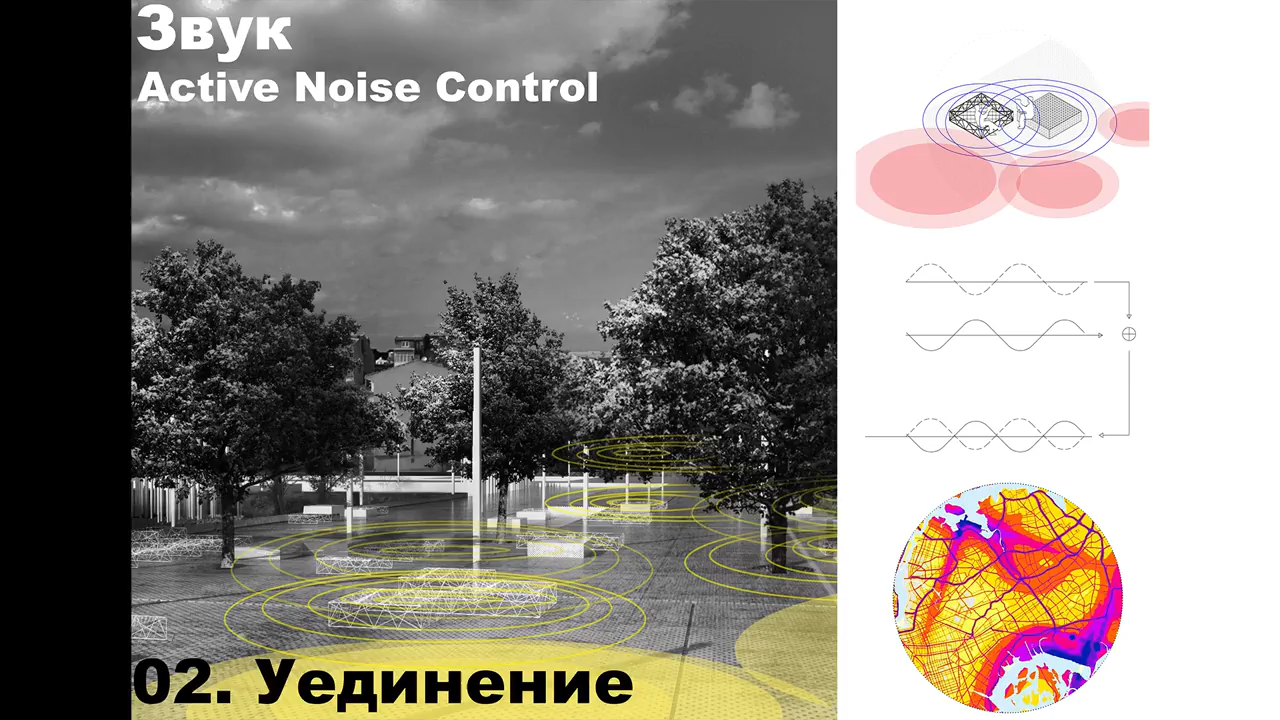 Звук
Active Noise Control
02. Уединение